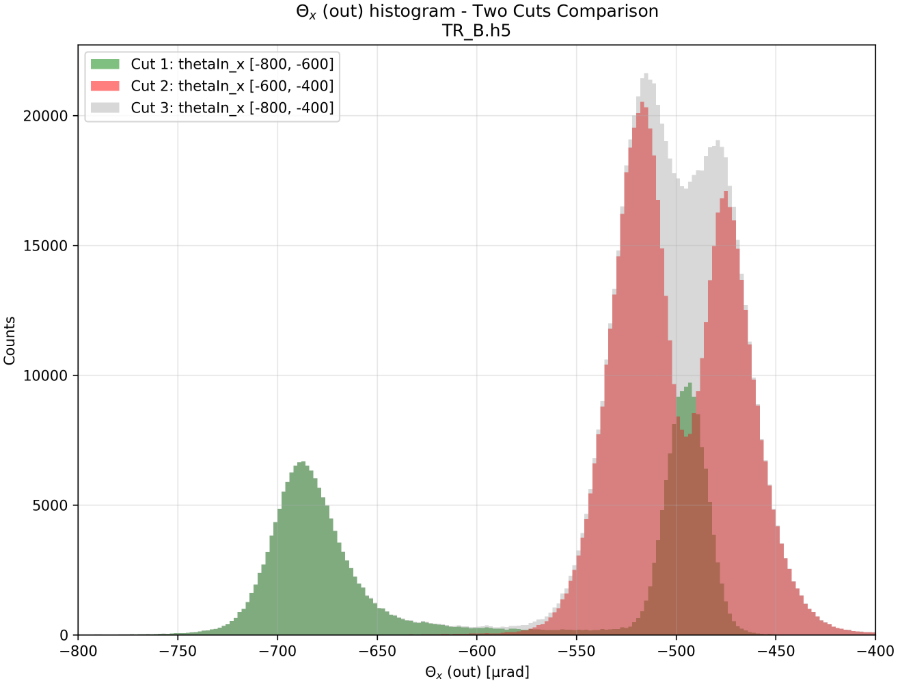 Θₓ (out) histogram - Two Cuts Comparison
TR_B.h5
Cut 1: thetaIn_x [-800, -600]
Cut 2: thetaIn_x [-600, -400]
Cut 3: thetaIn_x [-800, -400]
Counts
20000
15000
10000
5000
0
−800 −750 −700 −650 −600 −550 −500 −450 −400
Θₓ (out) [μrad]